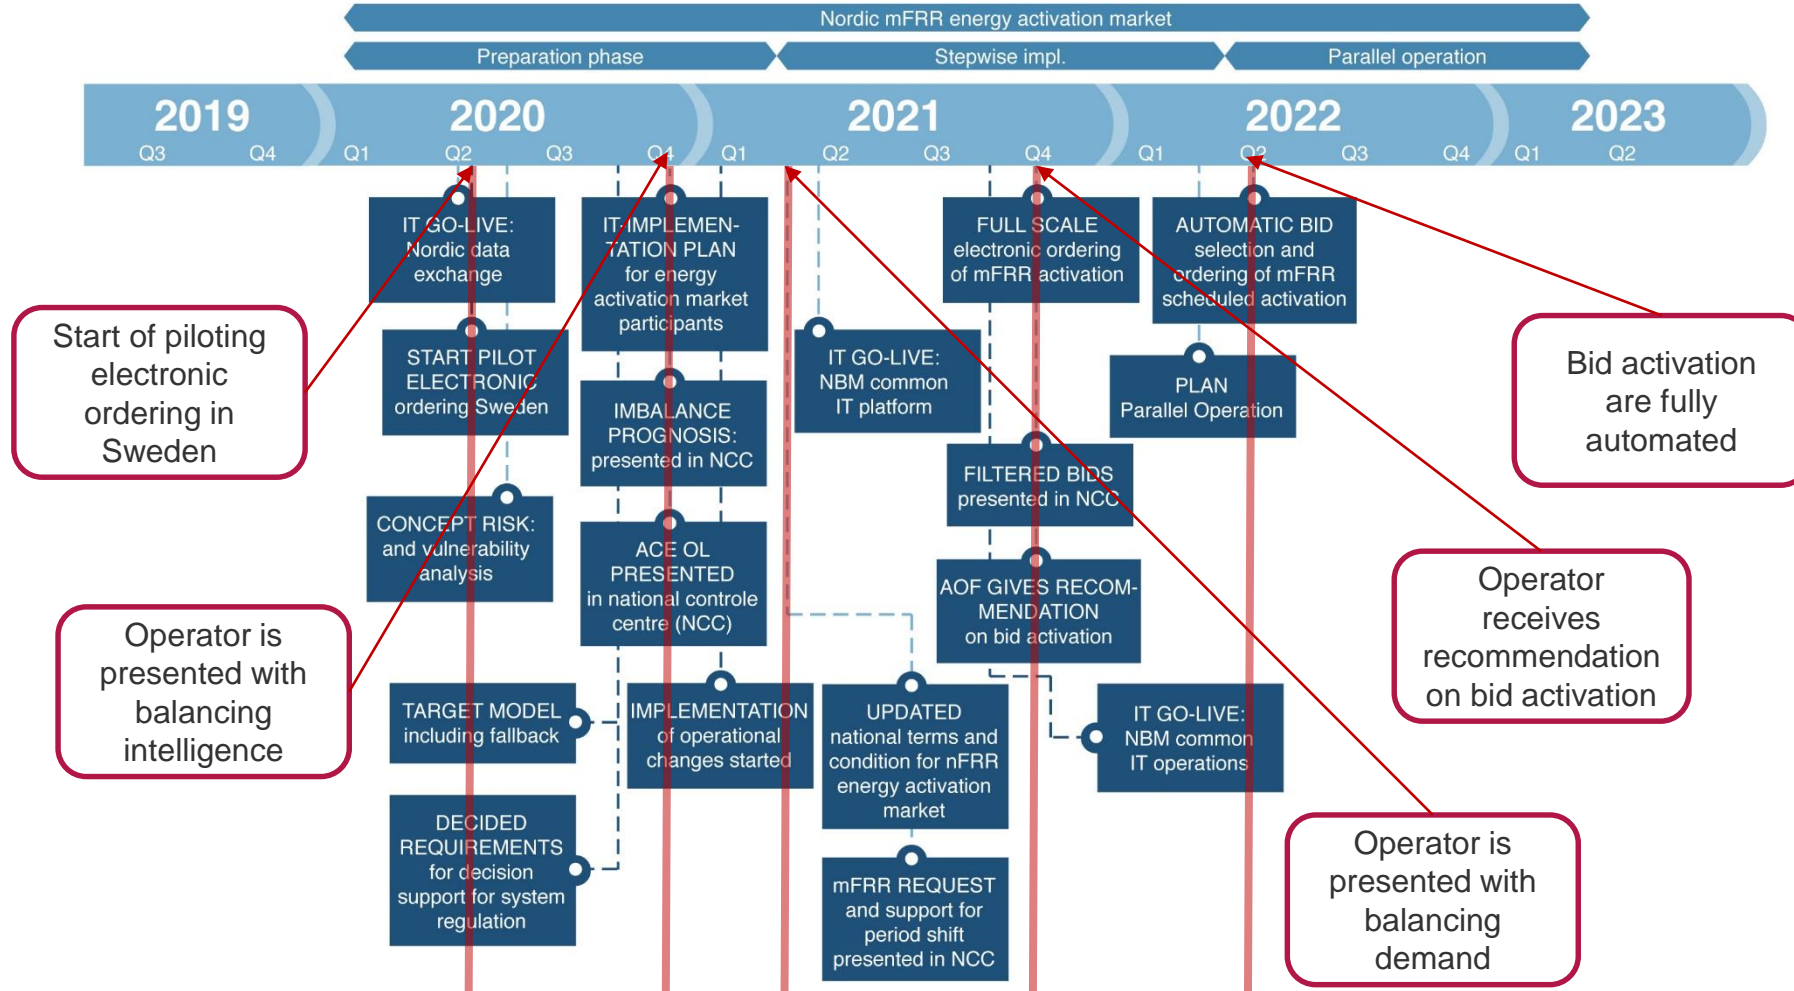 Nordic mFRR energy activation market
Preparation phase
Stepwise impl.
Parallel operation
2019
2020
2021
2022
2023
Q3
Q4
Q1
Q2
Q3
Q4
Q1
Q2
Q3
Q4
Q1
Q2
Q3
Q4
Q1
Q2
IT GO-LIVE:
Nordic data
exchange
START PILOT
ELECTRONIC
ordering Sweden
CONCEPT RISK:
and vulnerability
analysis
TARGET MODEL
including fallback
DECIDED
REQUIREMENTS
for decision
support for system
regulation
IT-IMPLEMEN-
TATION PLAN
for energy
activation market
participants
IMBALANCE
PROGNOSIS:
presented in NCC
ACE OL
PRESENTED
in national controle
centre (NCC)
IMPLEMENTATION
of operational
changes started
IT GO-LIVE:
NBM common
IT platform
UPDATED
national terms and
condition for nFRR
energy activation
market
mFRR REQUEST
and support for
period shift
presented in NCC
FULL SCALE
electronic ordering
of mFRR activation
FILTERED BIDS
presented in NCC
AOF GIVES RECOM-
MENDATION
on bid activation
IT GO-LIVE:
NBM common
IT operations
AUTOMATIC BID
selection and
ordering of mFRR
scheduled activation
PLAN
Parallel Operation
Start of piloting
electronic
ordering in
Sweden
Operator is
presented with
balancing
intelligence
Bid activation
are fully
automated
Operator
receives
recommendation
on bid activation
Operator is
presented with
balancing
demand